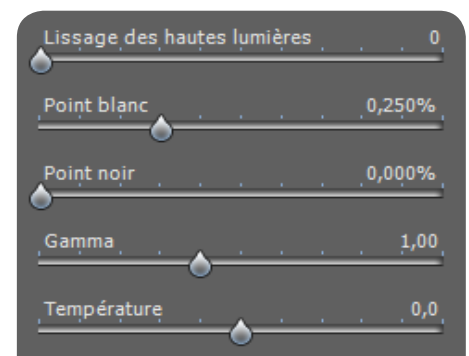 Lissage des hautes lumières 0
Point blanc 0,250%
Point noir 0,000%
Gamma 1,00
Température 0,0